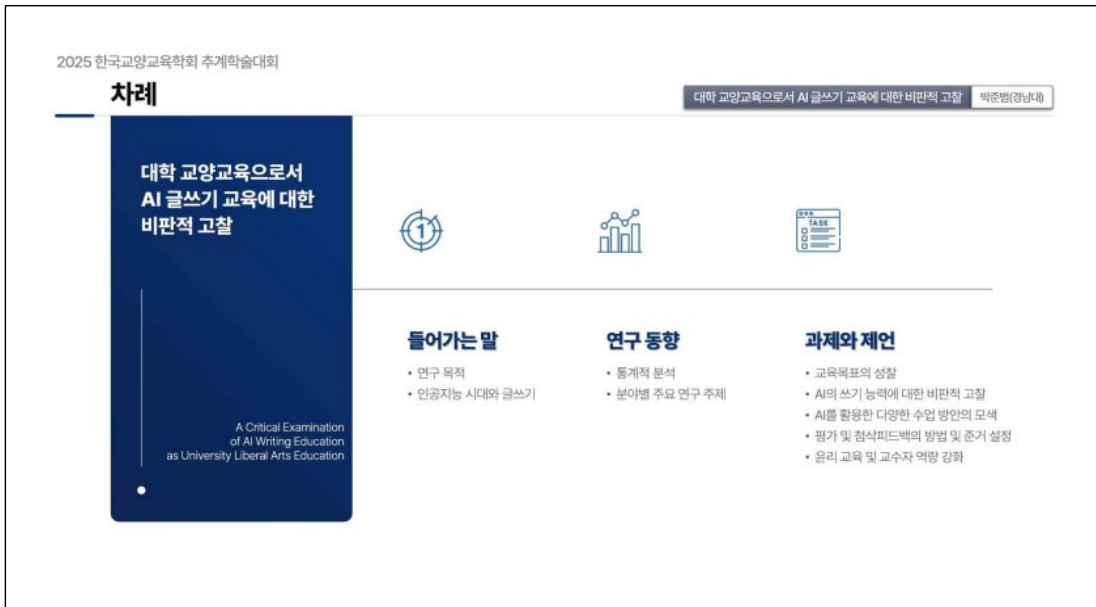 2025 한국교양교육학회 추계학술대회
차례
대학 교양교육으로서 AI 글쓰기 교육에 대한 비판적 고찰 박준범(경남대)
대학 교양교육으로서
AI 글쓰기 교육에 대한
비판적 고찰
A Critical Examination
of AI Writing Education
as University Liberal Arts Education
1
들어가는 말
• 연구 목적
• 인공지능 시대와 글쓰기
연구 동향
• 통계적 분석
• 분야별 주요 연구 주제
TASK
과제와 제언
• 교육목표의 성찰
• AI의 쓰기 능력에 대한 비판적 고찰
• AI를 활용한 다양한 수업 방안의 모색
• 평가 및 첨삭피드백의 방법 및 준거 설정
• 윤리 교육 및 교수자 역량 강화